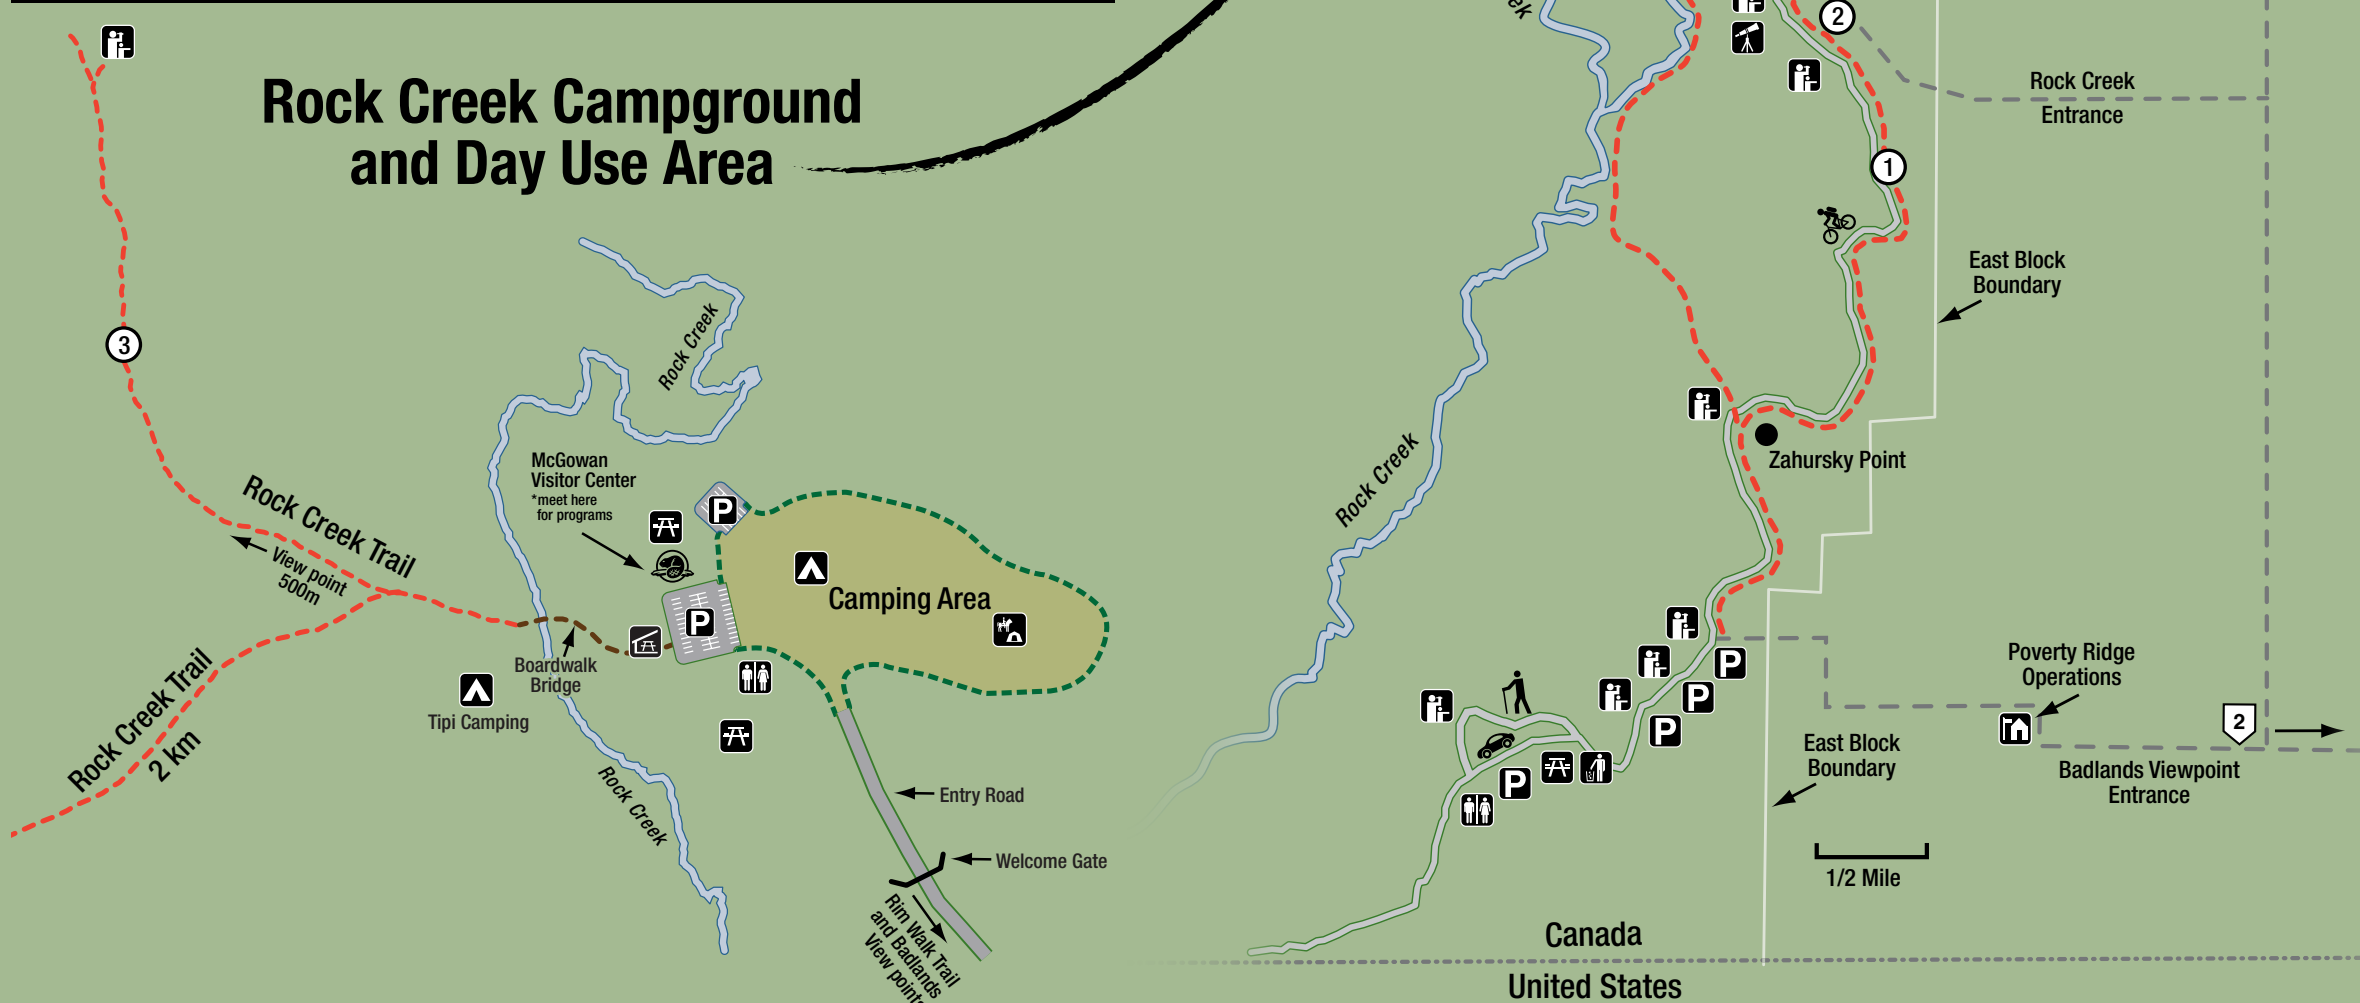 Rock Creek Campground
and Day Use Area
3
Rock Creek
McGowan
Visitor Center
*meet here
for programs
Rock Creek Trail
View point
500m
P
P
Camping Area
Boardwalk
Bridge
Tipi Camping
Rock Creek Trail
2 km
Rock Creek
Entry Road
Welcome Gate
Rim Walk Trail
and Badlands
View points
ek
2
Rock Creek
Entrance
1
East Block
Boundary
Rock Creek
Zahursky Point
P
P
P
P
Poverty Ridge
Operations
2
East Block
Boundary
Badlands Viewpoint
Entrance
1/2 Mile
Canada
United States